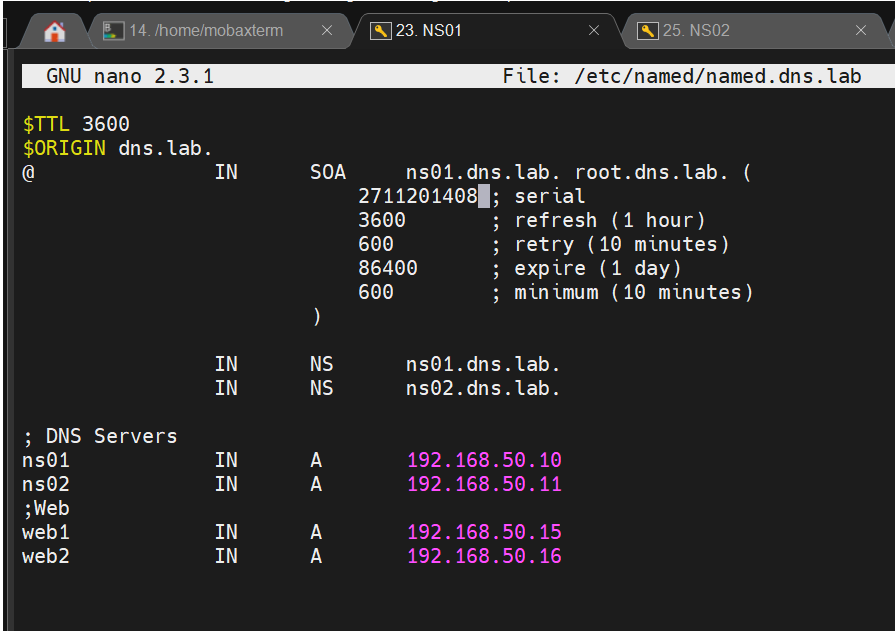 14. /home/mobaxterm
23. NS01
25. NS02
GNU nano 2.3.1 File: /etc/named/named.dns.lab
$TTL 3600
$ORIGIN dns.lab.
@ IN SOA ns01.dns.lab. root.dns.lab. (
2711201408 ; serial
3600 ; refresh (1 hour)
600 ; retry (10 minutes)
86400 ; expire (1 day)
600 ; minimum (10 minutes)
)
IN NS ns01.dns.lab.
IN NS ns02.dns.lab.
; DNS Servers
ns01 IN A 192.168.50.10
ns02 IN A 192.168.50.11
;Web
web1 IN A 192.168.50.15
web2 IN A 192.168.50.16